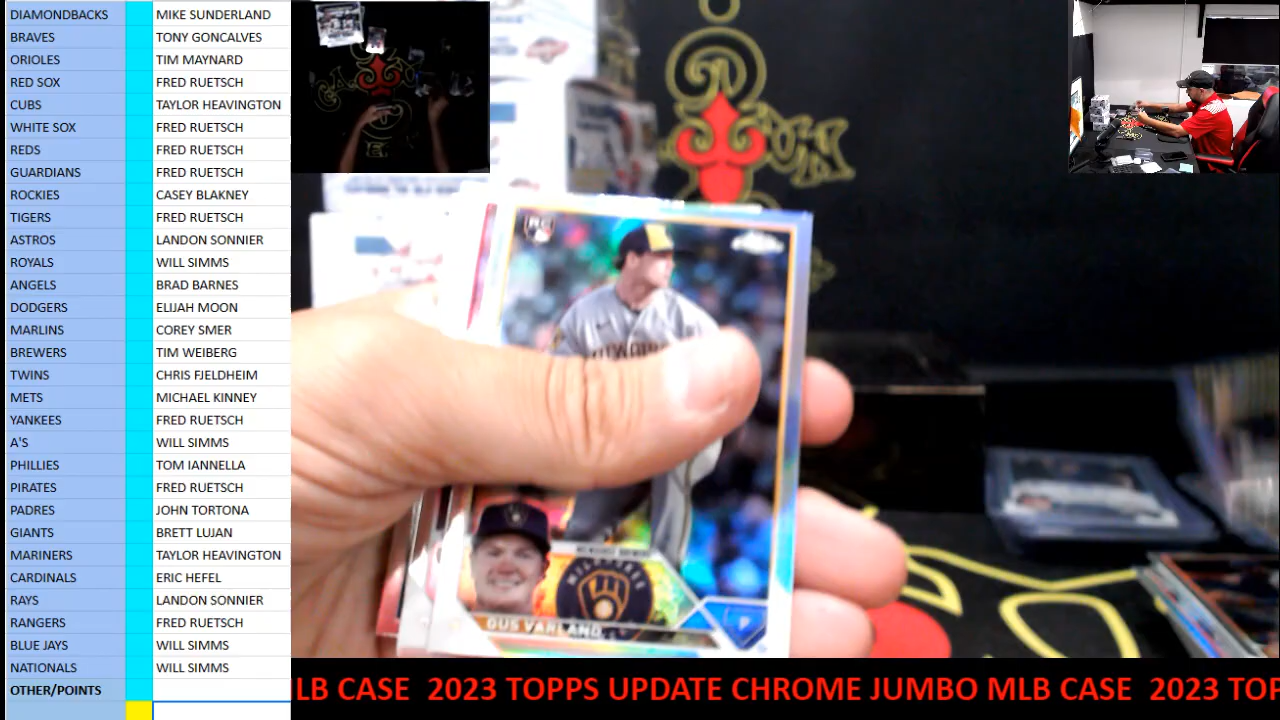 DIAMONDBACKS MIKE SUNDERLAND
BRAVES TONY GONCALVES
ORIOLES TIM MAYNARD
RED SOX FRED RUETSCH
CUBS TAYLOR HEAVINGTON
WHITE SOX FRED RUETSCH
REDS FRED RUETSCH
GUARDIANS FRED RUETSCH
ROCKIES CASEY BLAKNEY
TIGERS FRED RUETSCH
ASTROS LANDON SONNIER
ROYALS WILL SIMMS
ANGELS BRAD BARNES
DODGERS ELIJAH MOON
MARLINS COREY SMER
BREWERS TIM WEIBERG
TWINS CHRIS FJELDHEIM
METS MICHAEL KINNEY
YANKEES FRED RUETSCH
A'S WILL SIMMS
PHILLIES TOM IANNELLA
PIRATES FRED RUETSCH
PADRES JOHN TORTONA
GIANTS BRETT LUJAN
MARINERS TAYLOR HEAVINGTON
CARDINALS ERIC HEFEL
RAYS LANDON SONNIER
RANGERS FRED RUETSCH
BLUE JAYS WILL SIMMS
NATIONALS WILL SIMMS
OTHER/POINTS
RC
MILWAUKEE BREWERS
GUS VARLAND
P
LB CASE 2023 TOPPS UPDATE CHROME JUMBO MLB CASE 2023 TOP